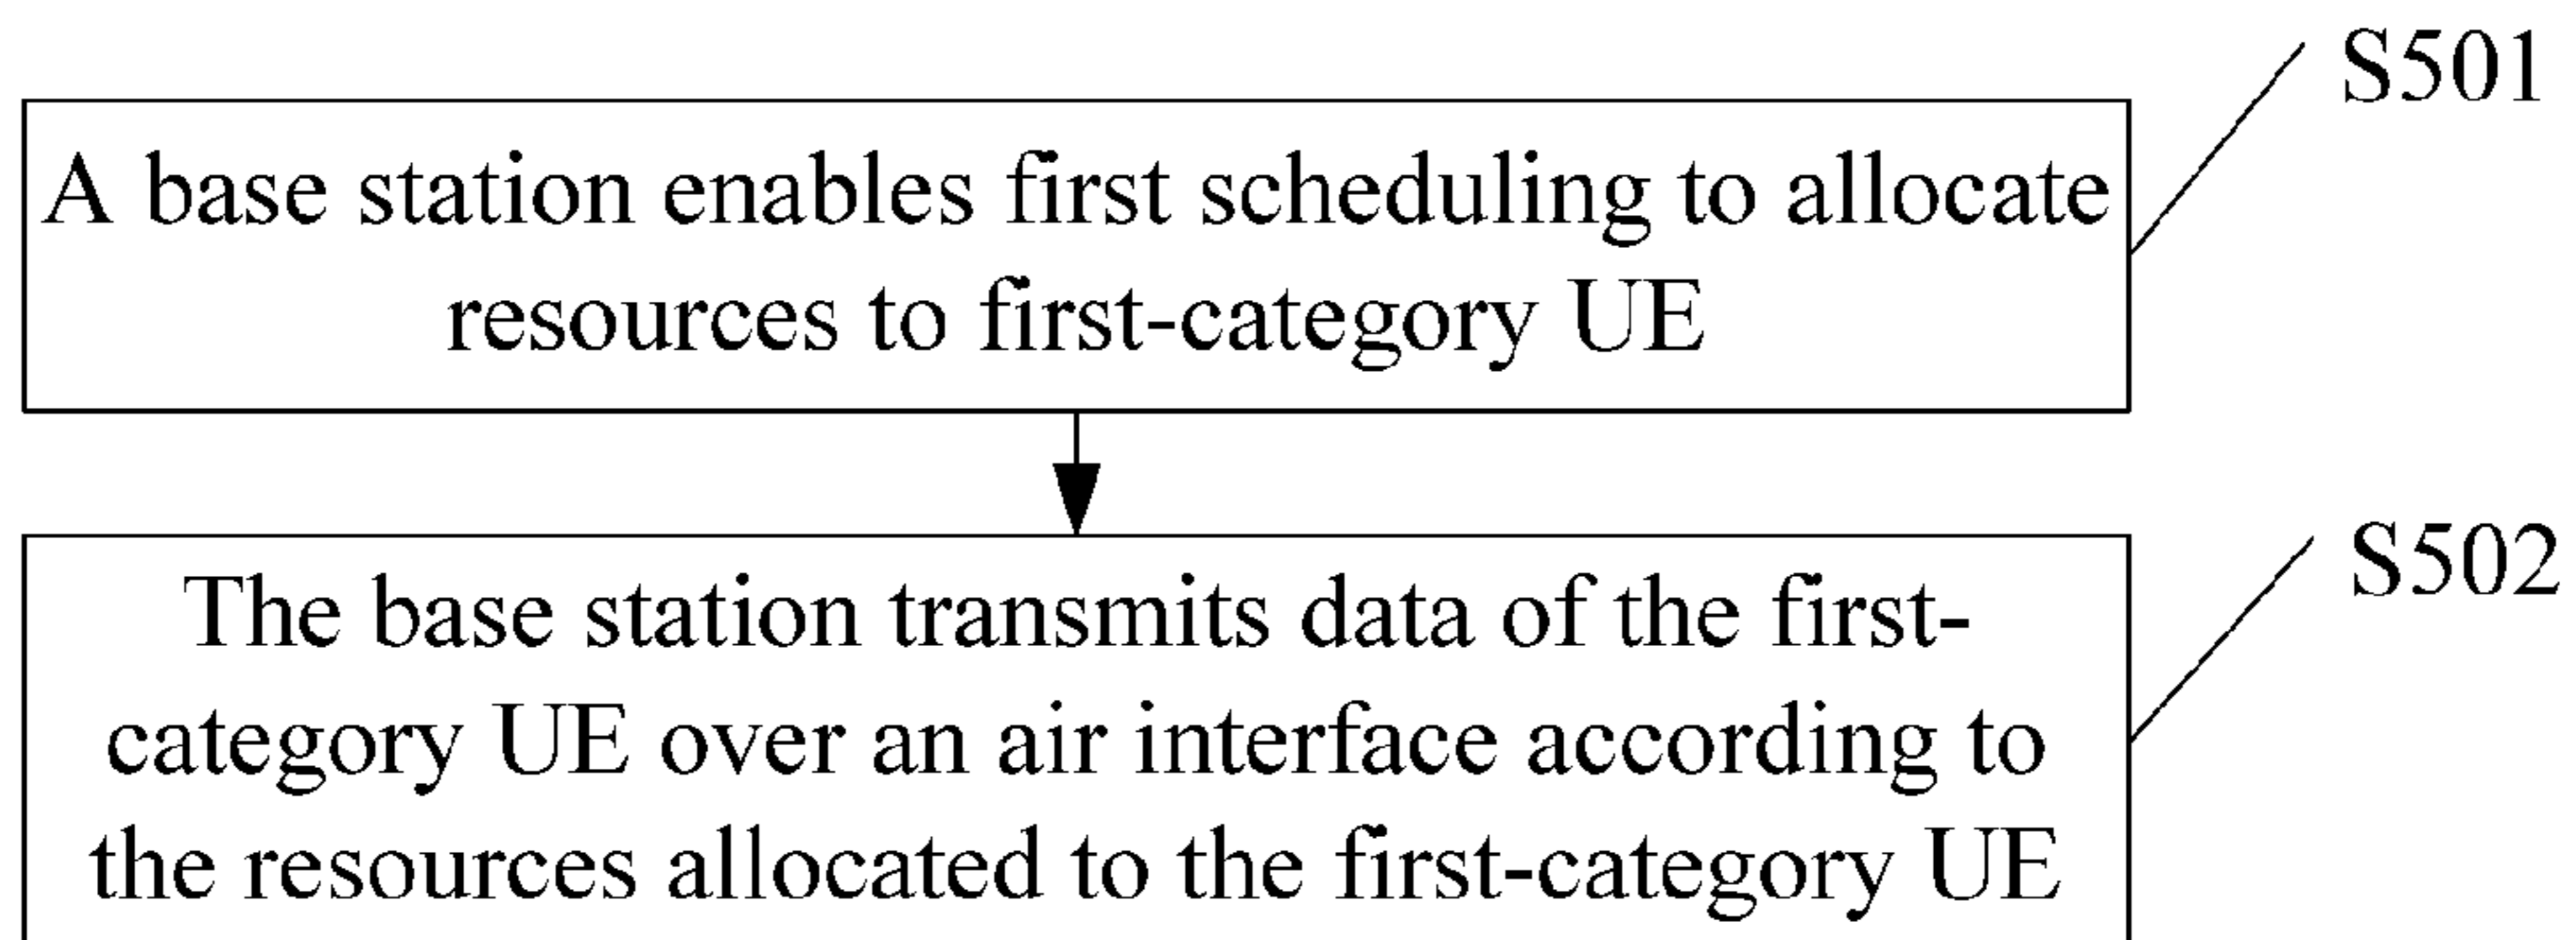 S501
A base station enables first scheduling to allocate
resources to first-category UE
S502
The base station transmits data of the first-
category UE over an air interface according to
the resources allocated to the first-category UE